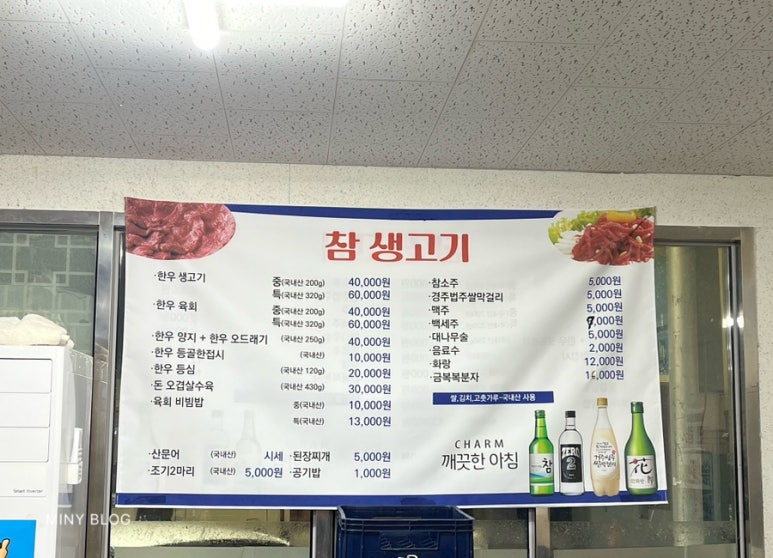 참 생고기
·한우 생고기 중(국내산 200g) 40,000원
특(국내산 320g) 60,000원
·한우 육회 중(국내산 200g) 40,000원
특(국내산 320g) 60,000원
·한우 양지 + 한우 오드래기 (국내산 250g) 40,000원
·한우 등골한접시 (국내산) 10,000원
·한우 등심 (국내산 120g) 20,000원
·돈 오겹살수육 (국내산 430g) 30,000원
·육회 비빔밥 중(국내산) 10,000원
특(국내산) 13,000원
·산문어 (국내산) 시세
·조기2마리 (국내산) 5,000원
·된장찌개 5,000원
·공기밥 1,000원
·참소주 5,000원
·경주법주쌀막걸리 5,000원
·맥주 5,000원
·백세주 ,000원
·대나무술 5,000원
·음료수 2,000원
·화랑 12,000원
·금복복분자
쌀,김치,고춧가루-국내산 사용
CHARM
깨끗한 아침
참
ZERO
2
花
Smart Inverter
MINY BLOG